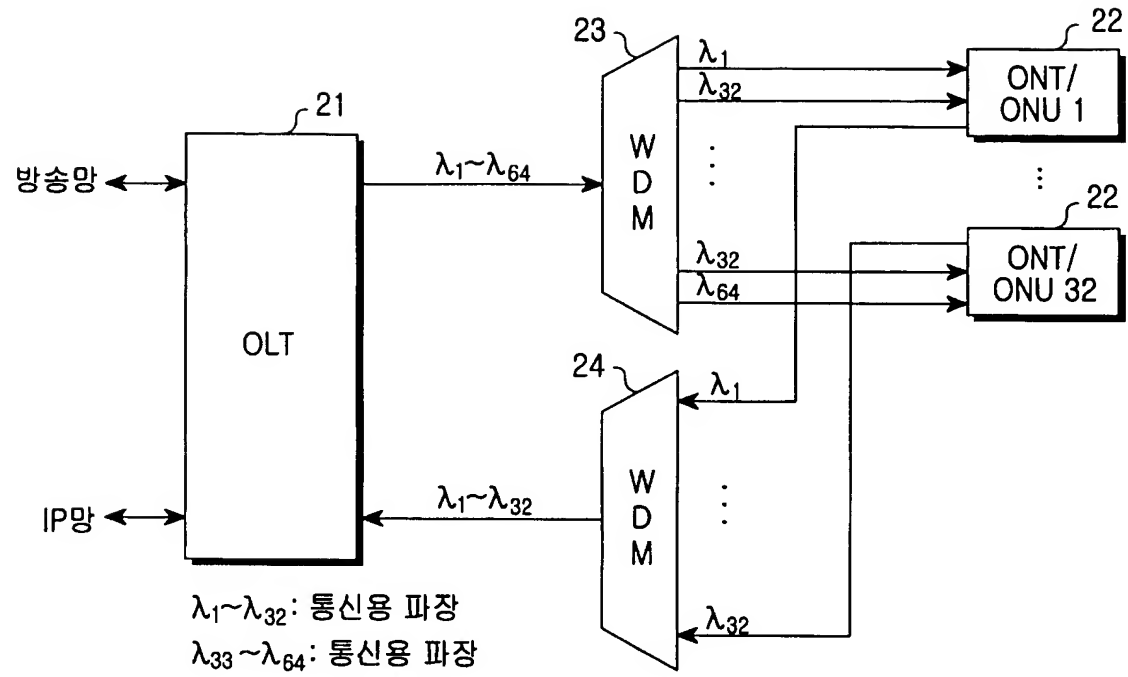 23
22
λ1
ONT/
ONU 1
λ32
21
W
D
M
방송망
λ1~λ64
22
λ32
ONT/
ONU 32
λ64
OLT
24
λ1
W
D
M
IP망
λ1~λ32
λ1~λ32: 통신용 파장
λ32
λ33~λ64: 통신용 파장